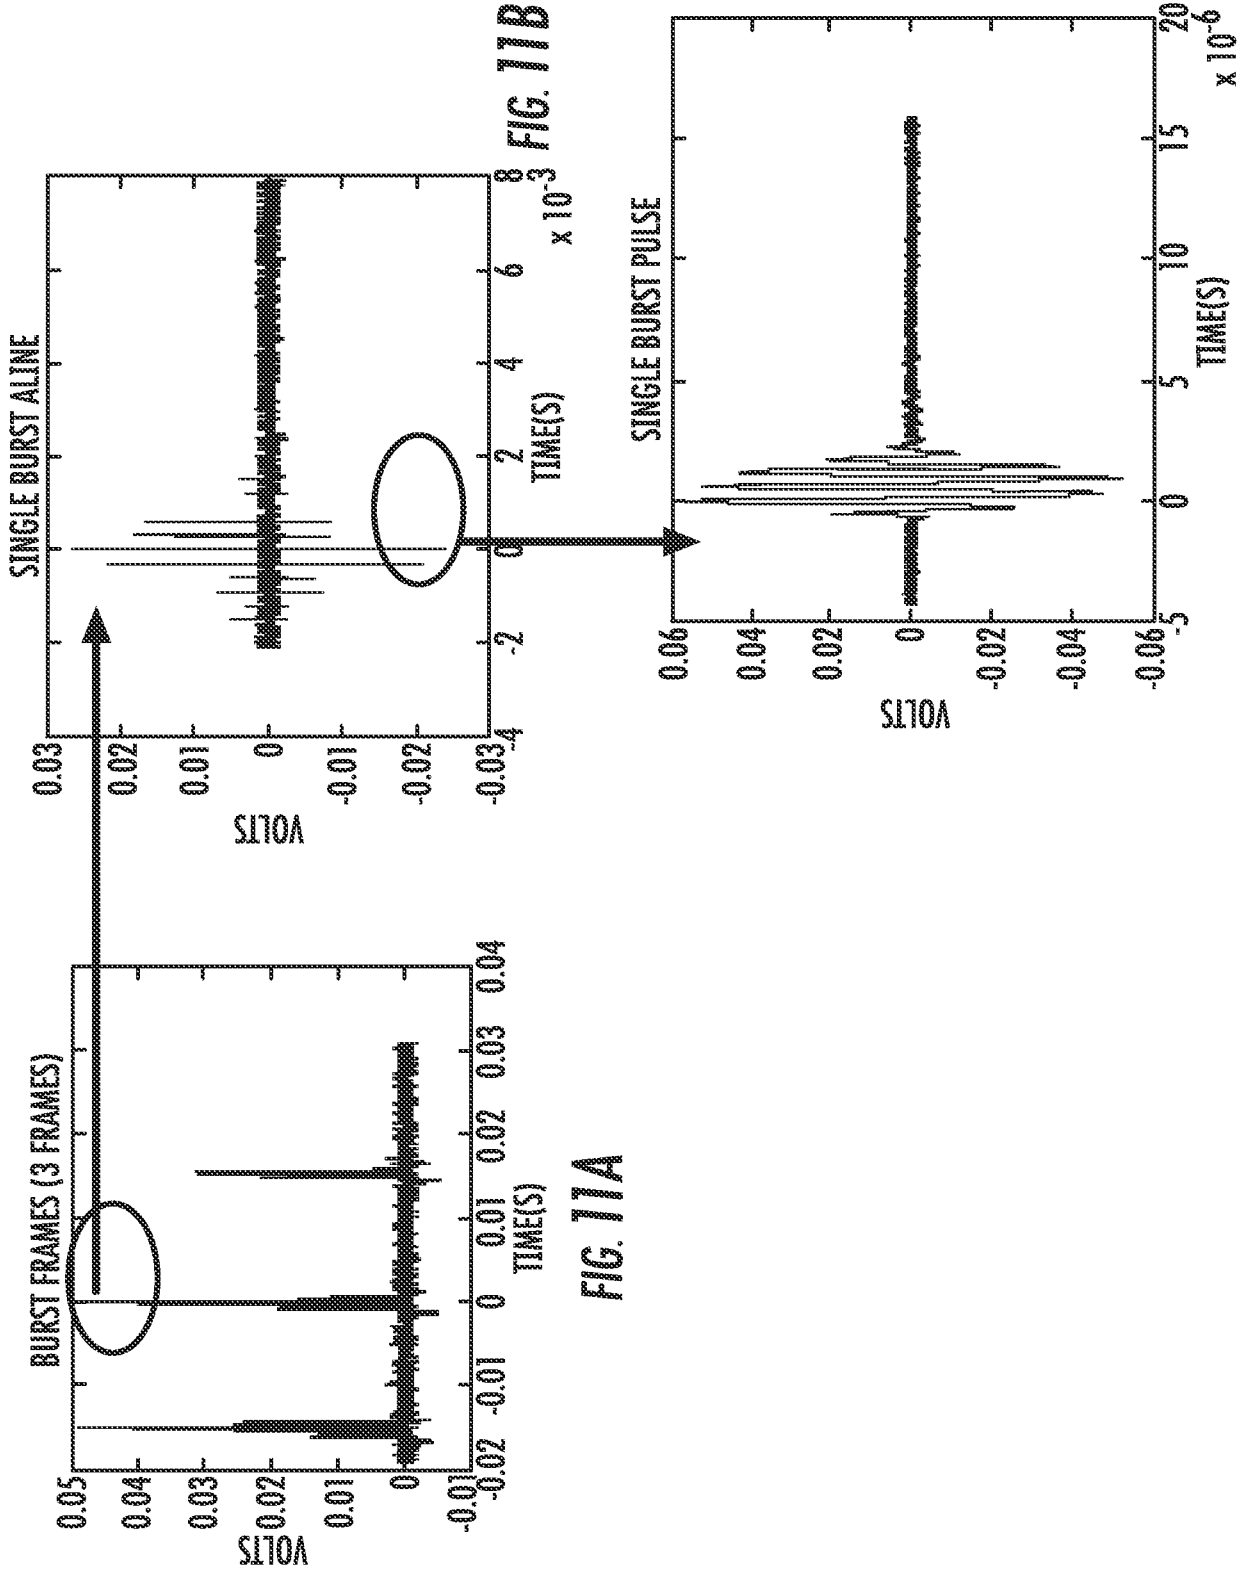 BURST FRAMES (3 FRAMES)
VOLTS
0.05
0.04
0.03
0.02
0.01
0
-0.01
-0.02 -0.01 0 0.01 0.02 0.03 0.04
TIME(S)
FIG. 11A
SINGLE BURST ALINE
VOLTS
0.03
0.02
0.01
0
-0.01
-0.02
-0.03
-4 -2 0 2 4 6 8
x 10-3
TIME(S)
FIG. 11B
SINGLE BURST PULSE
VOLTS
0.06
0.04
0.02
0
-0.02
-0.04
-0.06
-5 0 5 10 15 20
x 10-6
TIME(S)